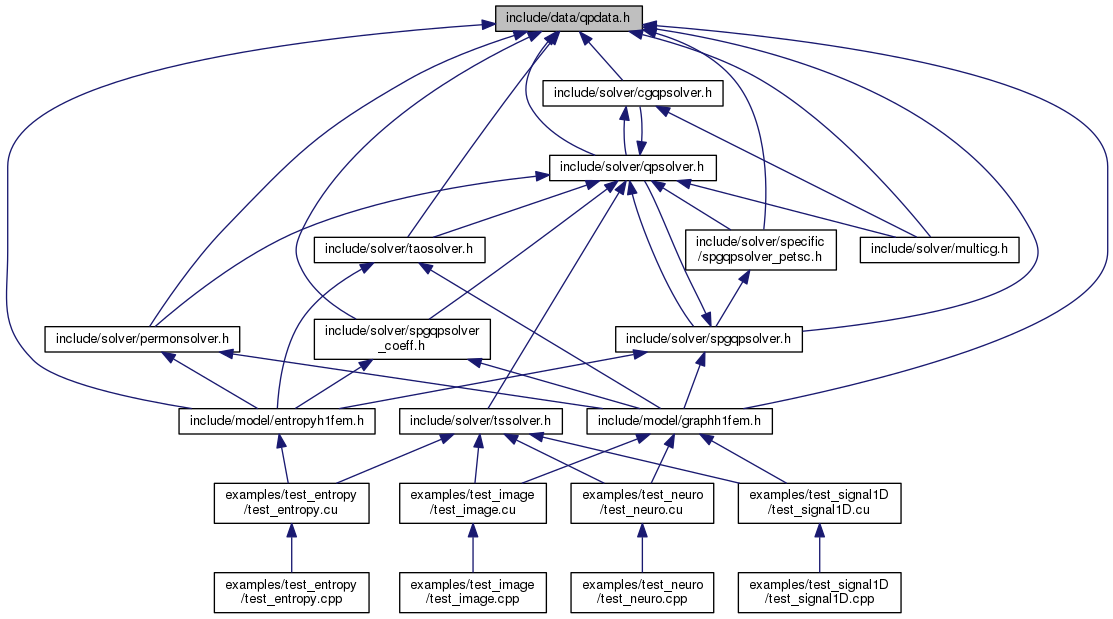 include/data/qpdata.h
include/solver/cgqpsolver.h
include/solver/qpsolver.h
include/solver/taosolver.h
include/solver/specific
/spgqpsolver_petsc.h
include/solver/multicg.h
include/solver/permonsolver.h
include/solver/spgqpsolver
_coeff.h
include/solver/spgqpsolver.h
include/model/entropyh1fem.h
include/solver/tssolver.h
include/model/graphh1fem.h
examples/test_entropy
/test_entropy.cu
examples/test_image
/test_image.cu
examples/test_neuro
/test_neuro.cu
examples/test_signal1D
/test_signal1D.cu
examples/test_entropy
/test_entropy.cpp
examples/test_image
/test_image.cpp
examples/test_neuro
/test_neuro.cpp
examples/test_signal1D
/test_signal1D.cpp